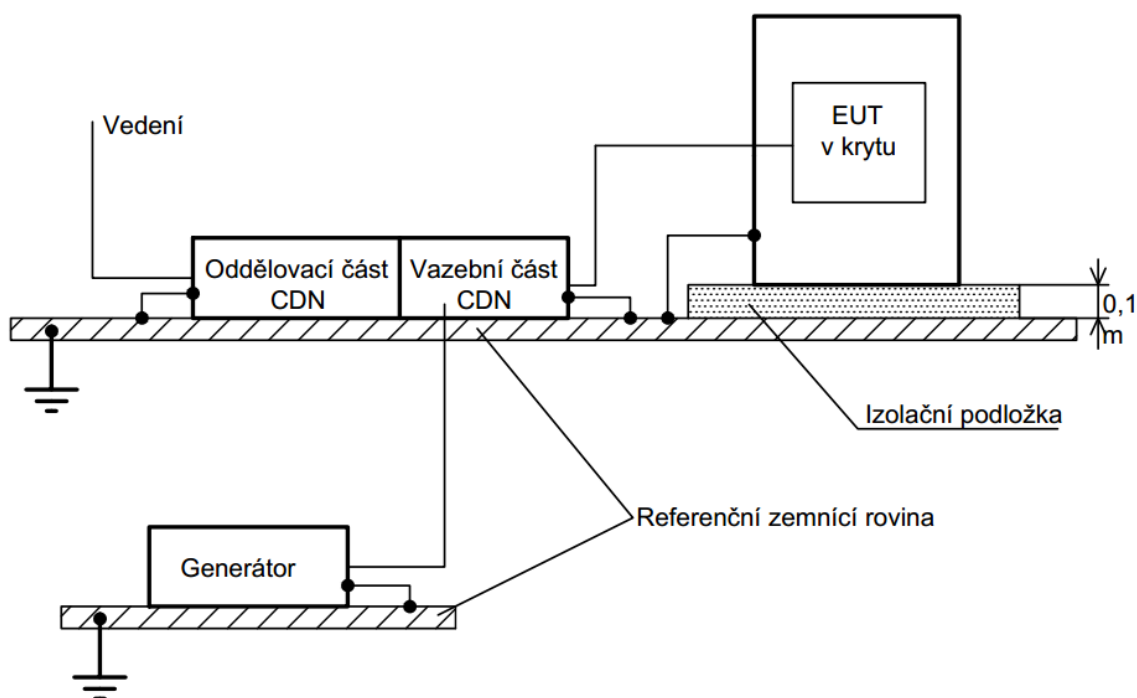 Vedení
EUT
v krytu
Oddělovací část
CDN
Vazební část
CDN
0,1
m
Izolační podložka
Referenční zemnící rovina
Generátor